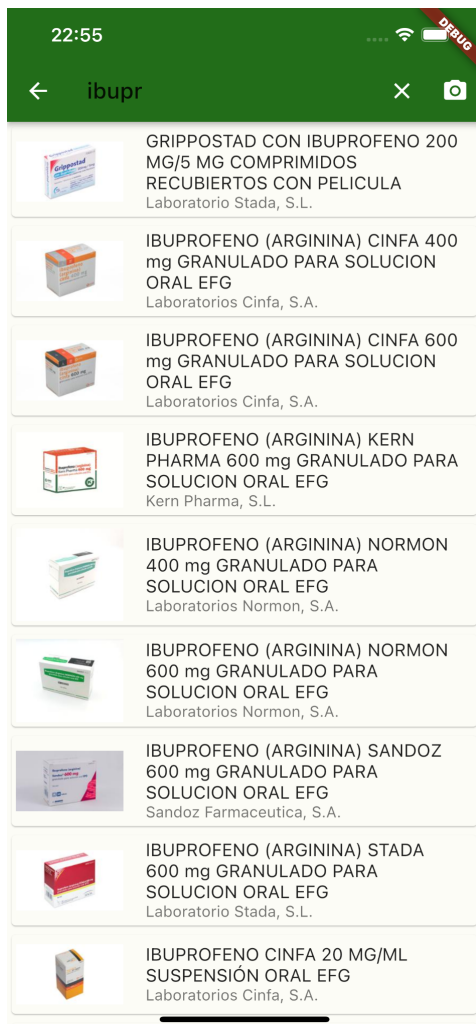 22:55
DEBUG
ibupr
Grippostad
GRIPPOSTAD CON IBUPROFENO 200
MG/5 MG COMPRIMIDOS
RECUBIERTOS CON PELICULA
Laboratorio Stada, S.L.
IBUPROFENO (ARGININA) CINFA 400
mg GRANULADO PARA SOLUCION
ORAL EFG
Laboratorios Cinfa, S.A.
IBUPROFENO (ARGININA) CINFA 600
mg GRANULADO PARA SOLUCION
ORAL EFG
Laboratorios Cinfa, S.A.
IBUPROFENO (ARGININA) KERN
PHARMA 600 mg GRANULADO PARA
SOLUCION ORAL EFG
Kern Pharma, S.L.
IBUPROFENO (ARGININA) NORMON
400 mg GRANULADO PARA
SOLUCION ORAL EFG
Laboratorios Normon, S.A.
IBUPROFENO (ARGININA) NORMON
600 mg GRANULADO PARA
SOLUCION ORAL EFG
Laboratorios Normon, S.A.
IBUPROFENO (ARGININA) SANDOZ
600 mg GRANULADO PARA
SOLUCION ORAL EFG
Sandoz Farmaceutica, S.A.
IBUPROFENO (ARGININA) STADA
600 mg GRANULADO PARA
SOLUCION ORAL EFG
Laboratorio Stada, S.L.
IBUPROFENO CINFA 20 MG/ML
SUSPENSIÓN ORAL EFG
Laboratorios Cinfa, S.A.